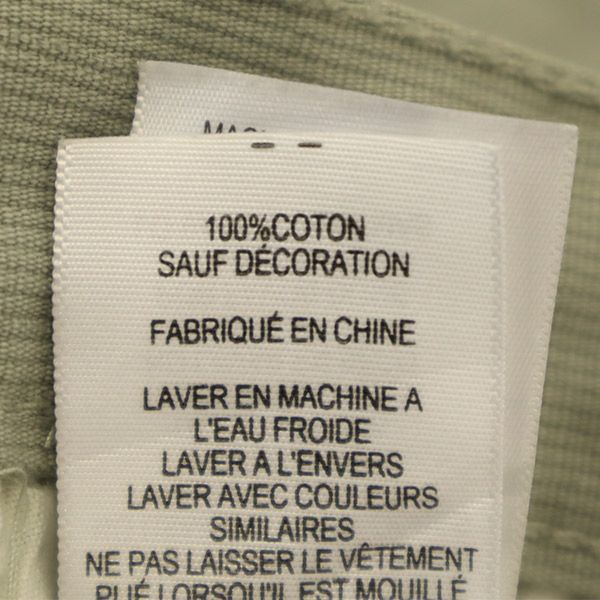 100%COTON
SAUF DÉCORATION
FABRIQUÉ EN CHINE
LAVER EN MACHINE A
L'EAU FROIDE
LAVER A L'ENVERS
LAVER AVEC COULEURS
SIMILAIRES
NE PAS LAISSER LE VÊTEMENT
PLIÉ LORSQU'IL EST MOUILLÉ